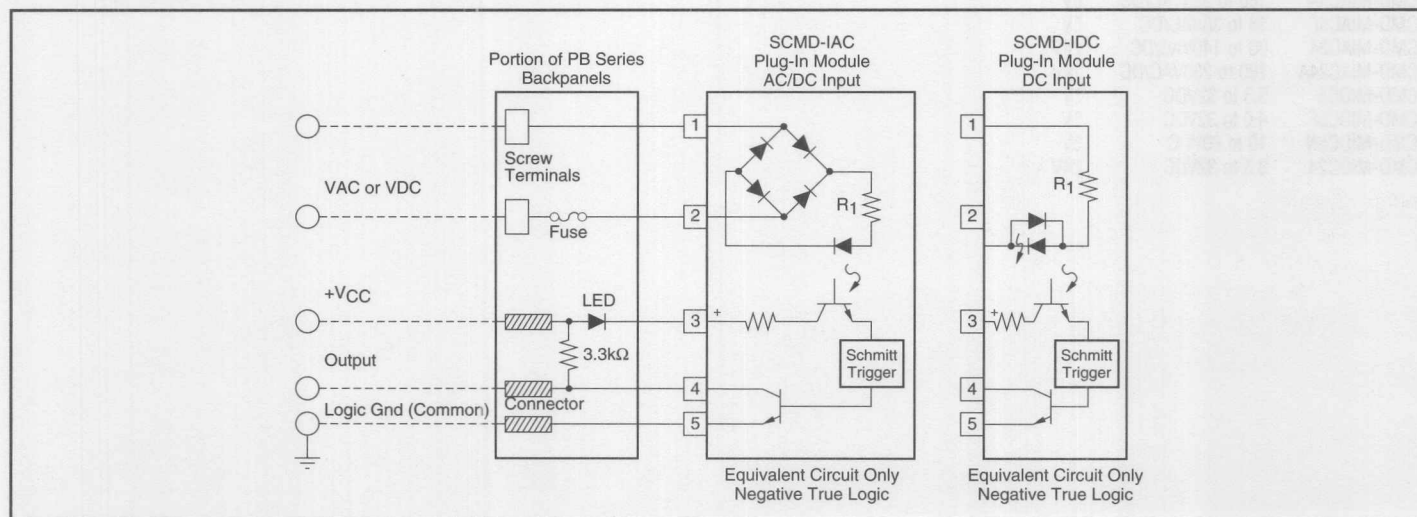 SCMD-IAC
Plug-In Module
AC/DC Input
SCMD-IDC
Plug-In Module
DC Input
Portion of PB Series
Backpanels
1
1
Screw
Terminals
VAC or VDC
R1
R1
2
2
Fuse
+VCC
LED
3
+
3
+
3.3kΩ
Output
Schmitt
Trigger
Schmitt
Trigger
4
4
Connector
Logic Gnd (Common)
5
5
Equivalent Circuit Only
Negative True Logic
Equivalent Circuit Only
Negative True Logic